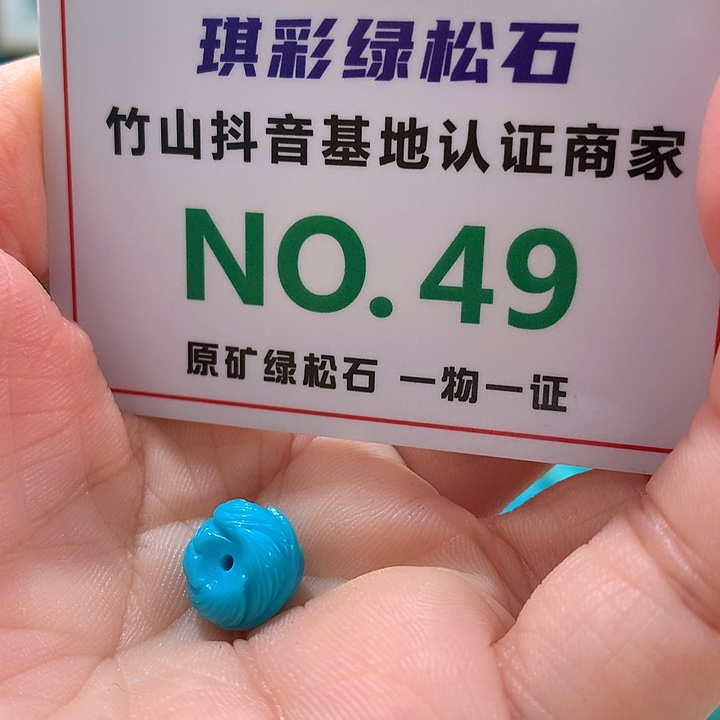 琪彩绿松石
竹山抖音基地认证商家
NO.49
原矿绿松石 一物一证